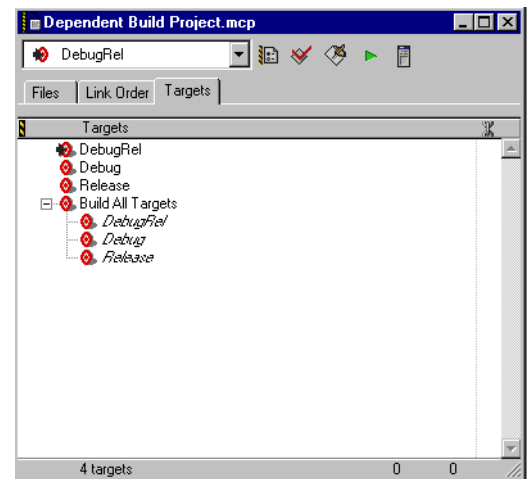 Dependent Build Project.mcp
DebugRel
Files Link Order Targets
Targets
DebugRel
Debug
Release
Build All Targets
DebugRel
Debug
Release
4 targets 0 0